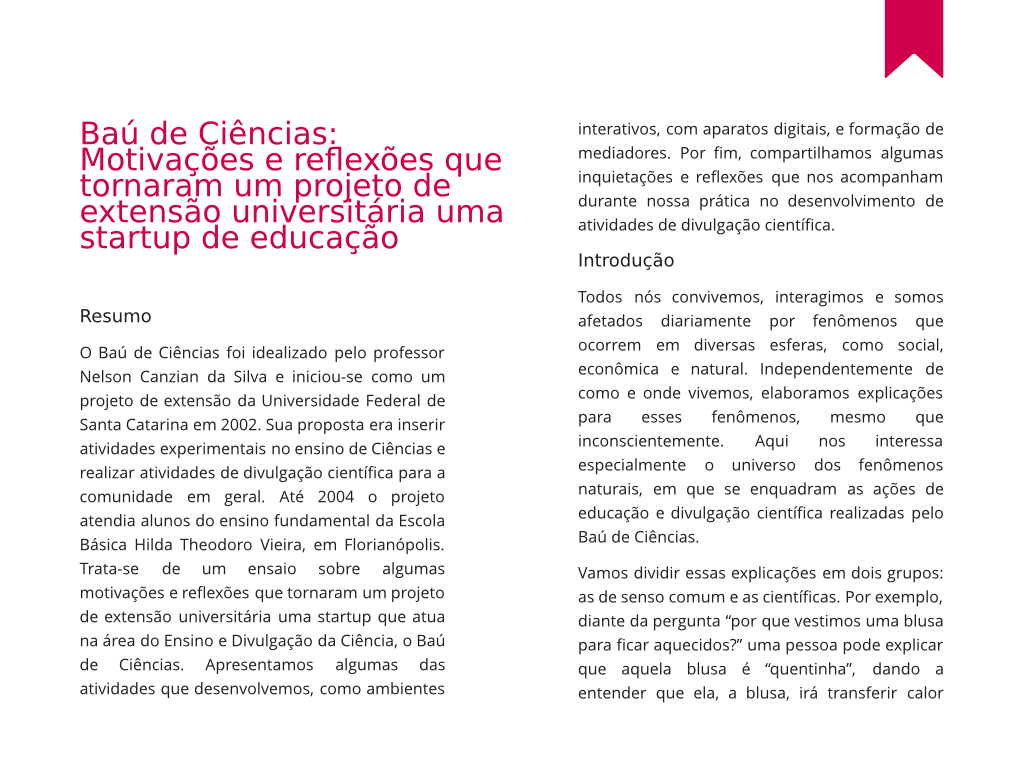 Baú de Ciências:
Motivações e reflexões que
tornaram um projeto de
extensão universitária uma
startup de educação
Resumo
O Baú de Ciências foi idealizado pelo professor
Nelson Canzian da Silva e iniciou-se como um
projeto de extensão da Universidade Federal de
Santa Catarina em 2002. Sua proposta era inserir
atividades experimentais no ensino de Ciências e
realizar atividades de divulgação científica para a
comunidade em geral. Até 2004 o projeto
atendia alunos do ensino fundamental da Escola
Básica Hilda Theodoro Vieira, em Florianópolis.
Trata-se de um ensaio sobre algumas
motivações e reflexões que tornaram um projeto
de extensão universitária uma startup que atua
na área do Ensino e Divulgação da Ciência, o Baú
de Ciências. Apresentamos algumas das
atividades que desenvolvemos, como ambientes
interativos, com aparatos digitais, e formação de
mediadores. Por fim, compartilhamos algumas
inquietações e reflexões que nos acompanham
durante nossa prática no desenvolvimento de
atividades de divulgação científica.
Introdução
Todos nós convivemos, interagimos e somos
afetados diariamente por fenômenos que
ocorrem em diversas esferas, como social,
econômica e natural. Independentemente de
como e onde vivemos, elaboramos explicações
para esses fenômenos, mesmo que
inconscientemente. Aqui nos interessa
especialmente o universo dos fenômenos
naturais, em que se enquadram as ações de
educação e divulgação científica realizadas pelo
Baú de Ciências.
Vamos dividir essas explicações em dois grupos:
as de senso comum e as científicas. Por exemplo,
diante da pergunta “por que vestimos uma blusa
para ficar aquecidos?” uma pessoa pode explicar
que aquela blusa é “quentinha”, dando a
entender que ela, a blusa, irá transferir calor